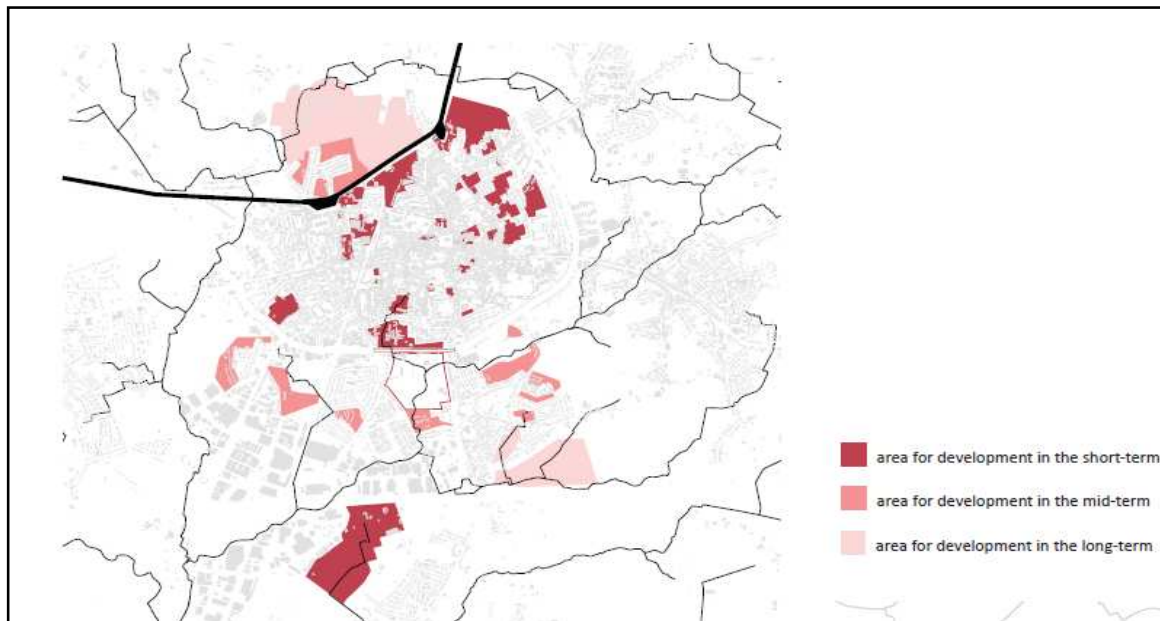 area for development in the short-term
area for development in the mid-term
area for development in the long-term